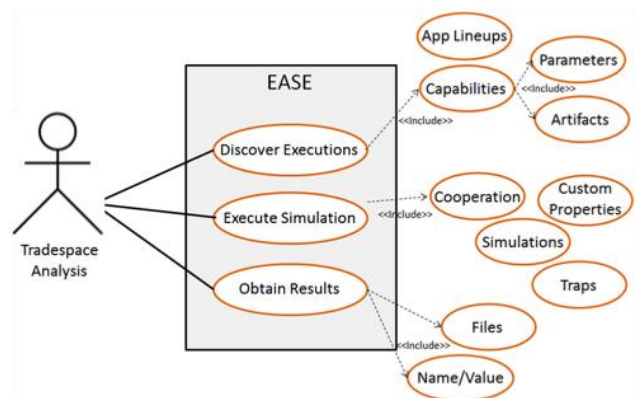 App Lineups
EASE
Capabilities
Parameters
<<Include>>
Artifacts
<<Include>>
Discover Executions
Execute Simulation
Cooperation
Custom
Properties
<<Include>>
Simulations
Tradespace
Analysis
Obtain Results
Traps
Files
<<Include>>
Name/Value